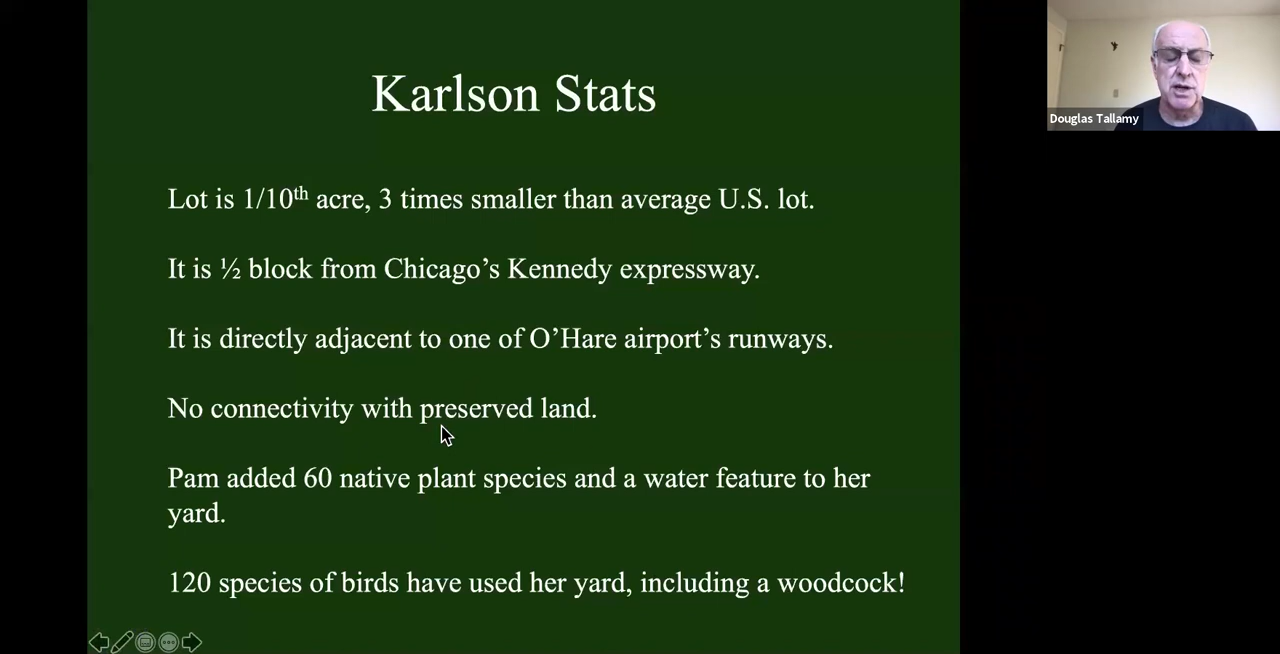 Karlson Stats
Lot is 1/10th acre, 3 times smaller than average U.S. lot.
It is ½ block from Chicago’s Kennedy expressway.
It is directly adjacent to one of O’Hare airport’s runways.
No connectivity with preserved land.
Pam added 60 native plant species and a water feature to her
yard.
120 species of birds have used her yard, including a woodcock!
Douglas Tallamy